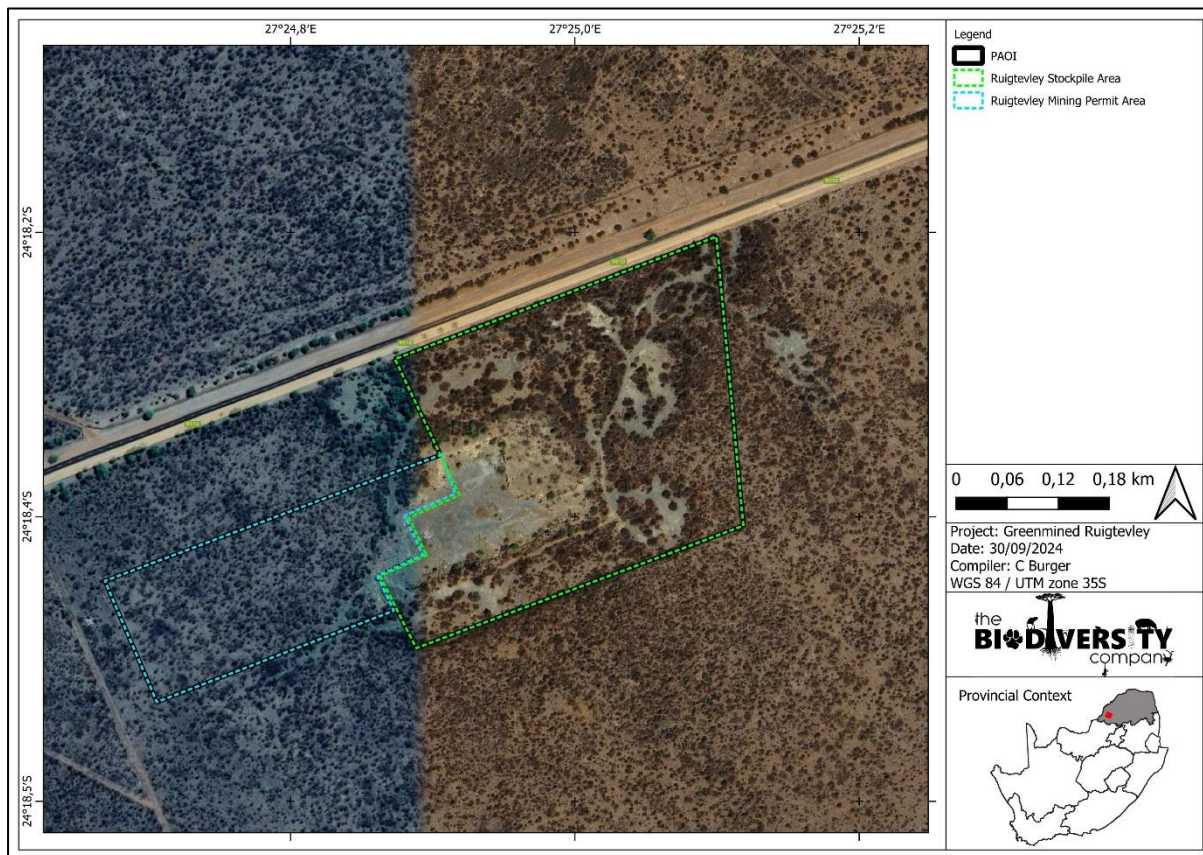 27°24,8'E
27°25,0'E
27°25,2'E
24°18,2'S
24°18,4'S
24°18,5'S
Legend
PAOI
Ruigtevley Stockpile Area
Ruigtevley Mining Permit Area
0 0,06 0,12 0,18 km
Project: Greenmined Ruigtevley
Date: 30/09/2024
Compiler: C Burger
WGS 84 / UTM zone 35S
the
BIODIVERSITY
company
Provincial Context